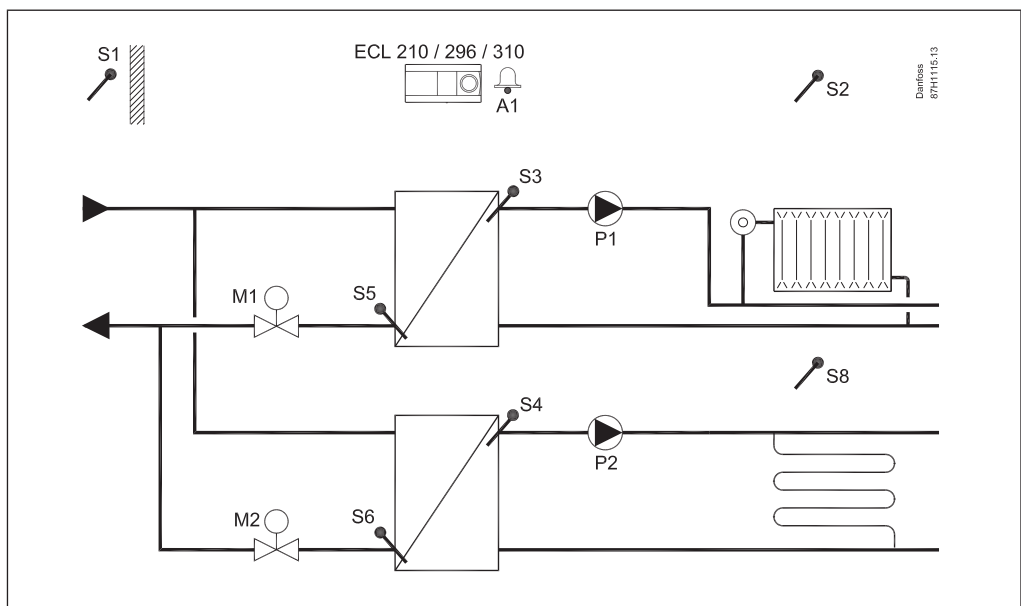 S1
ECL 210 / 296 / 310
A1
S2
Danfoss
87H1115.13
S3
P1
M1
S5
S8
S4
P2
M2
S6